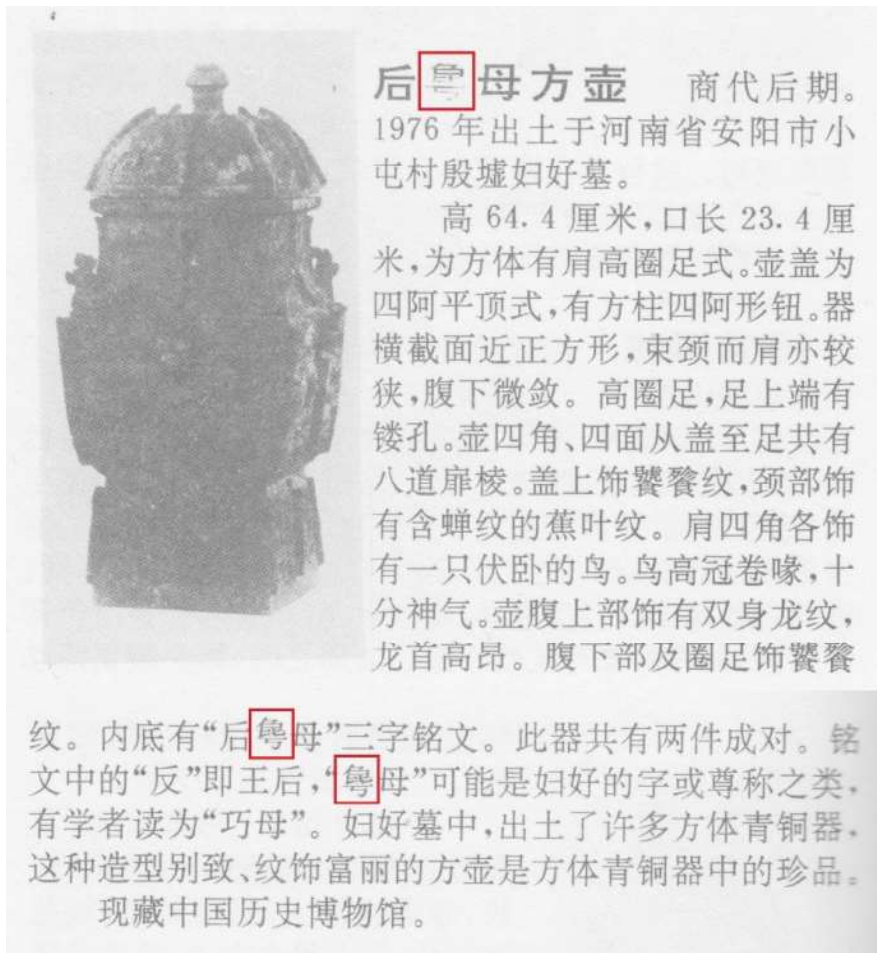 后母方壶 商代后期。
1976 年出土于河南省安阳市小
屯村殷墟妇好墓。
高 64.4 厘米,口长 23.4 厘
米,为方体有肩高圈足式。壶盖为
四阿平顶式,有方柱四阿形钮。器
横截面近正方形,束颈而肩亦较
狭,腹下微敛。高圈足,足上端有
镂孔。壶四角、四面从盖至足共有
八道扉棱。盖上饰饕餮纹,颈部饰
有含蝉纹的蕉叶纹。肩四角各饰
有一只伏卧的鸟。鸟高冠卷喙,十
分神气。壶腹上部饰有双身龙纹,
龙首高昂。腹下部及圈足饰饕餮
纹。内底有“后母”三字铭文。此器共有两件成对。铭
文中的“反”即王后,“母”可能是妇好的字或尊称之类,
有学者读为“巧母”。妇好墓中,出土了许多方体青铜器,
这种造型别致、纹饰富丽的方壶是方体青铜器中的珍品。
现藏中国历史博物馆。